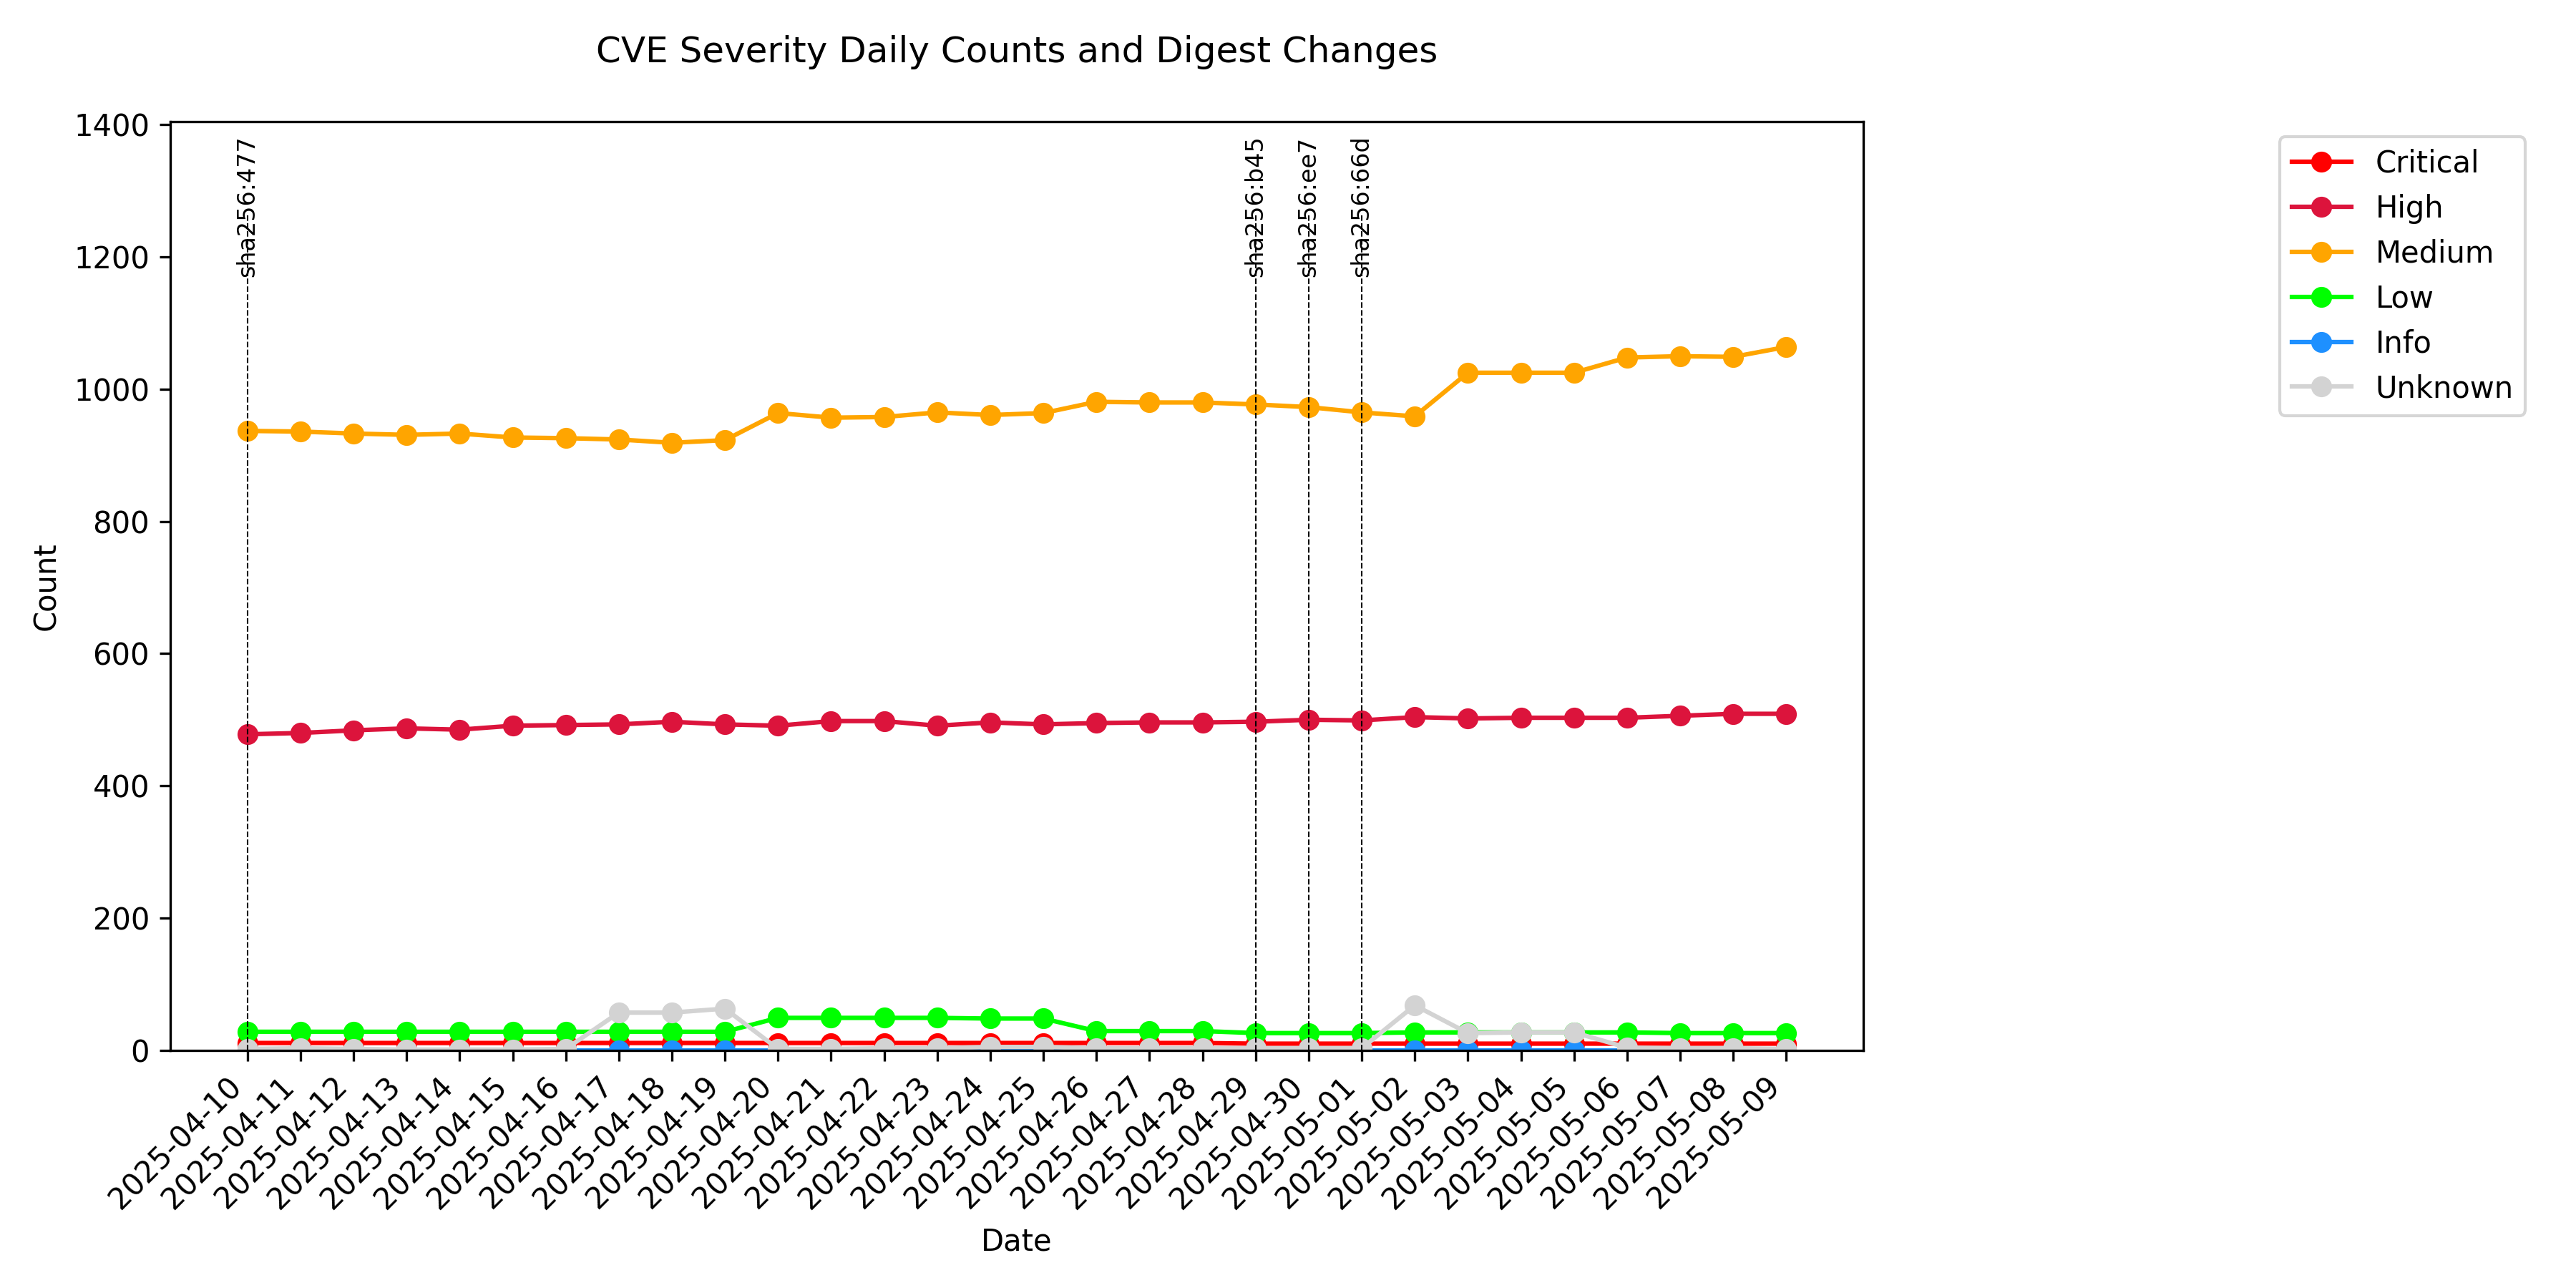 CVE Severity Daily Counts and Digest Changes
1400
1200
1000
800
600
400
200
0
Count
sha256:477
sha256:b45
sha256:ee7
sha256:66d
Critical
High
Medium
Low
Info
Unknown
2025-04-10
2025-04-11
2025-04-12
2025-04-13
2025-04-14
2025-04-15
2025-04-16
2025-04-17
2025-04-18
2025-04-19
2025-04-20
2025-04-21
2025-04-22
2025-04-23
2025-04-24
2025-04-25
2025-04-26
2025-04-27
2025-04-28
2025-04-29
2025-04-30
2025-05-01
2025-05-02
2025-05-03
2025-05-04
2025-05-05
2025-05-06
2025-05-07
2025-05-08
2025-05-09
Date